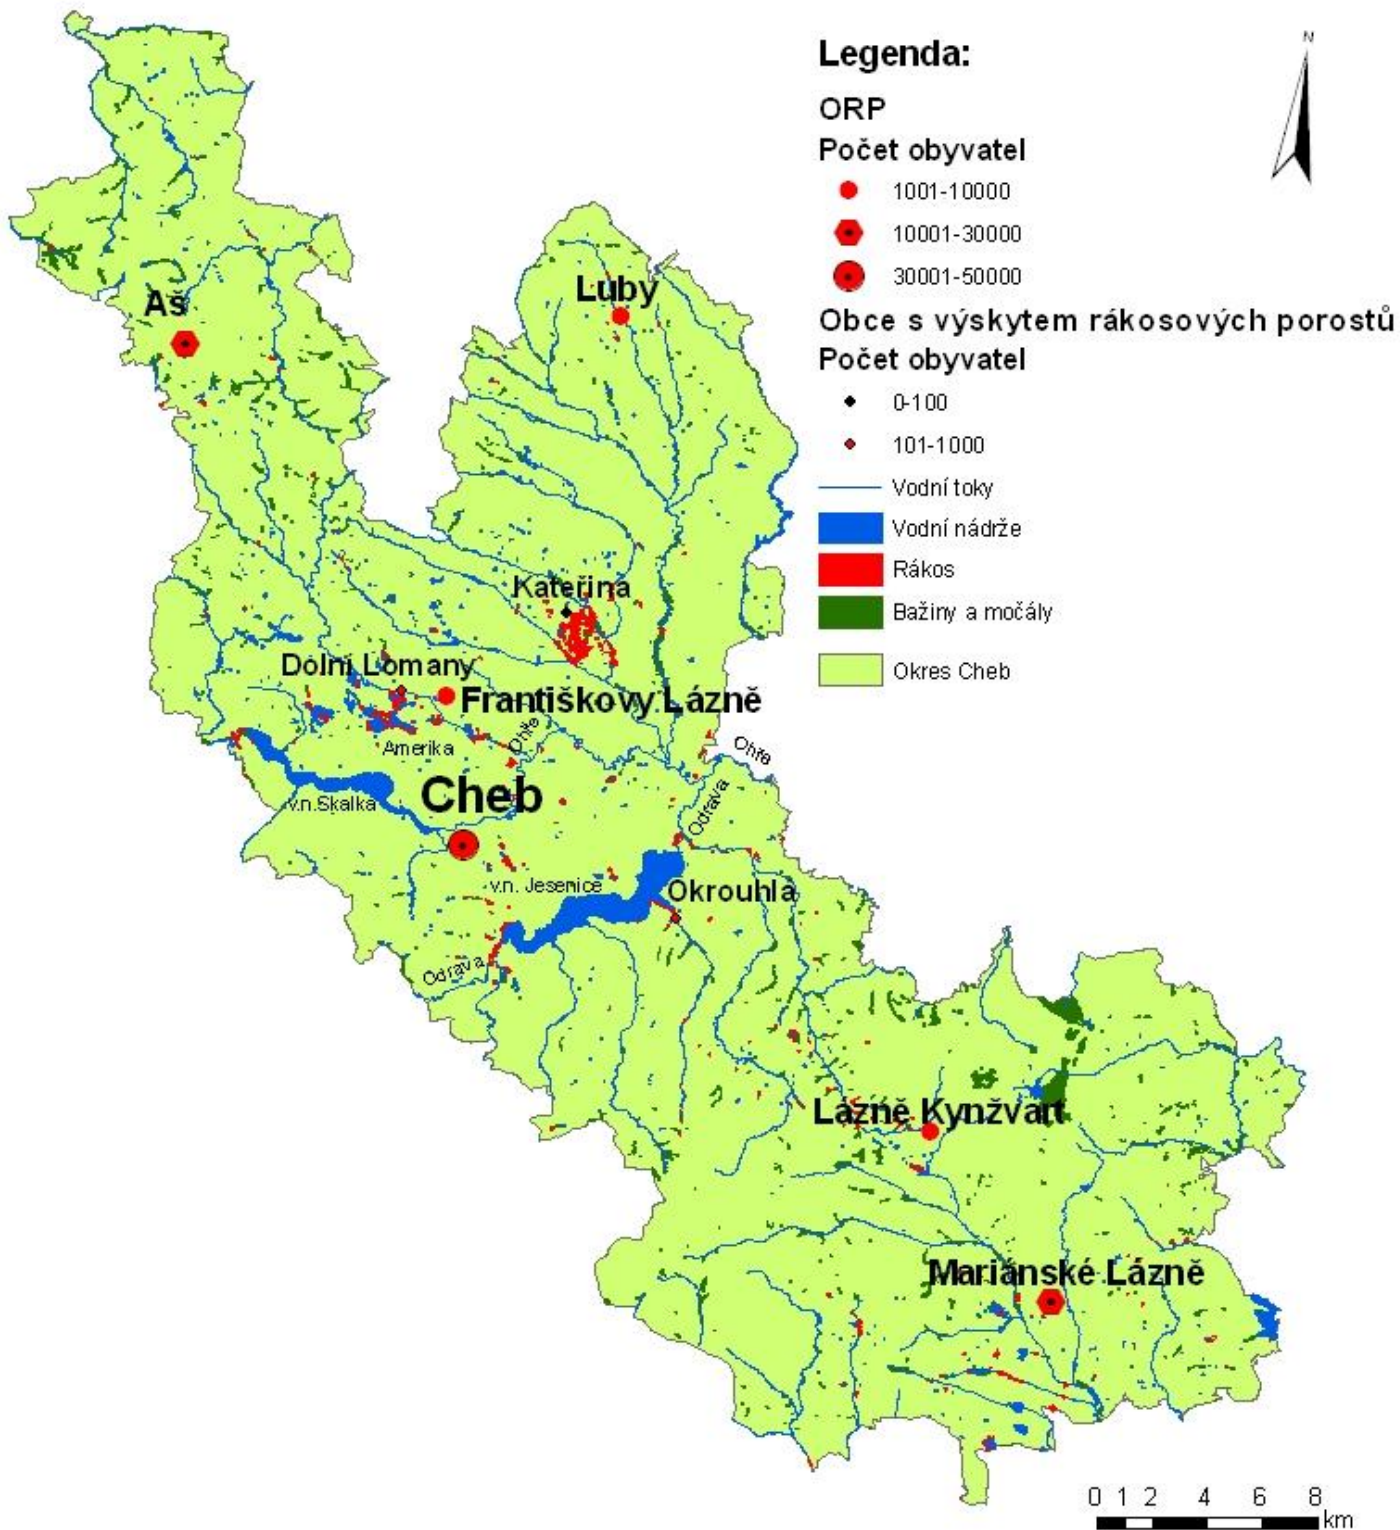 Legenda:
N
ORP
Počet obyvatel
1001-10000
10001-30000
30001-50000
Obce s výskytem rákosových porostů
Počet obyvatel
0-100
101-1000
Vodní toky
Vodní nádrže
Rákos
Bažiny a močály
Okres Cheb
Aš
Luby
Kateřina
Dolní Lomany
Františkovy Lázně
Amerika
Ohře
Ohře
Cheb
v.n.Skalka
Odrava
v.n. Jesenice
Okrouhlá
Odrava
Lázně Kynžvart
Mariánské Lázně
0 1 2 4 6 8
km